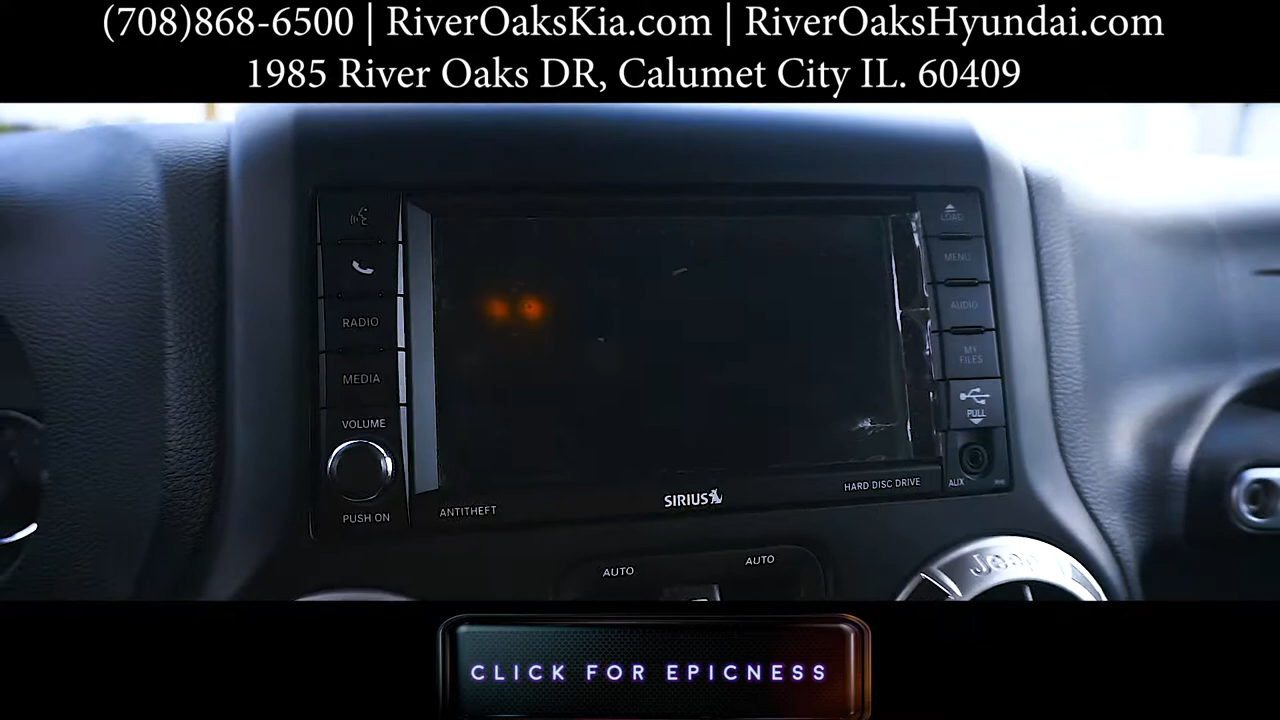 (708)868-6500 | RiverOaksKia.com | RiverOaksHyundai.com
1985 River Oaks DR, Calumet City IL. 60409
LOAD
MENU
RADIO
AUDIO
MEDIA
MY
FILES
VOLUME
PULL
PUSH ON
ANTITHEFT
SIRIUS
HARD DISC DRIVE
AUX
AUTO
AUTO
Jeep
CLICK FOR EPICNESS